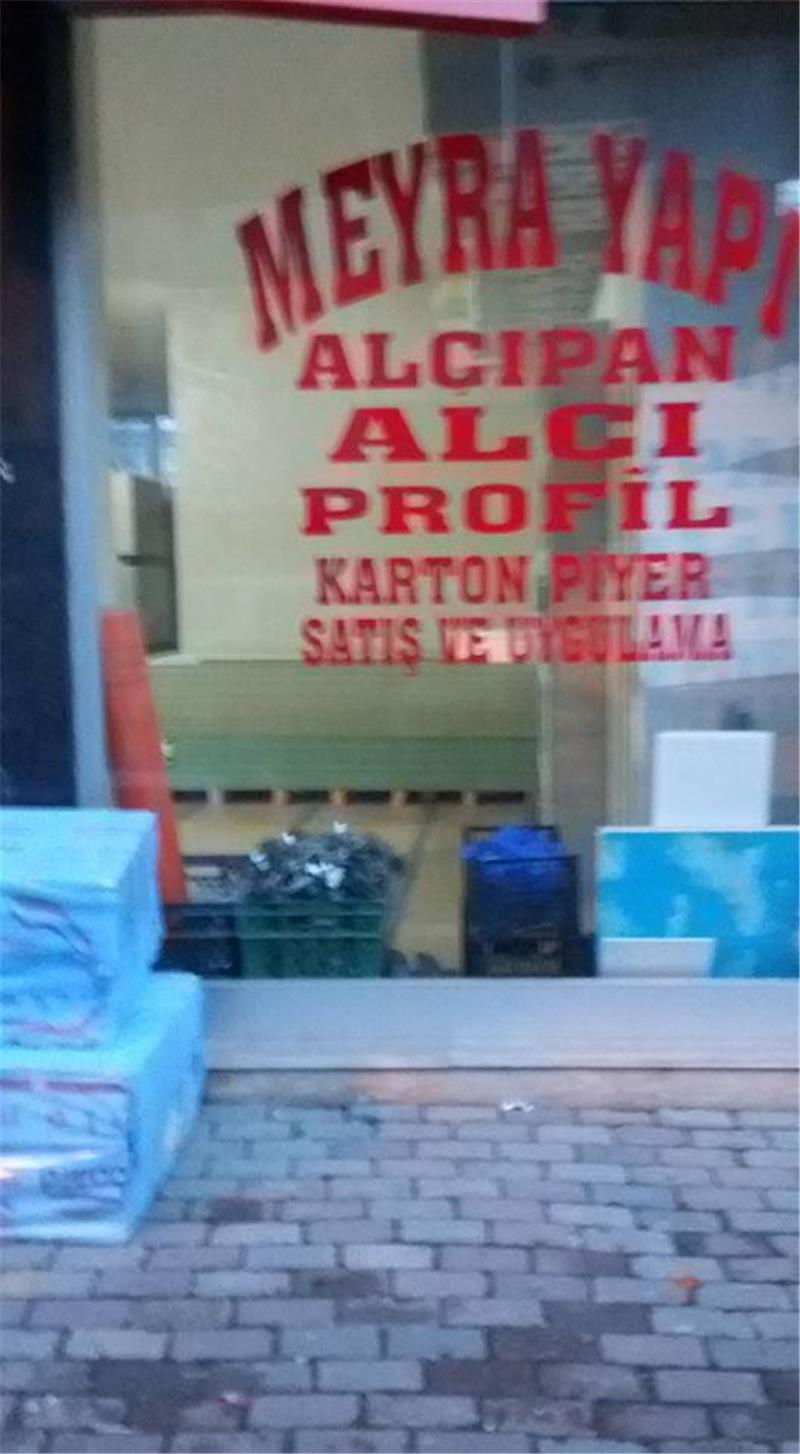 MEYRA YAPI
ALÇIPAN
ALÇI
PROFİL
KARTON PİYER
SATIŞ VE UYGULAMA